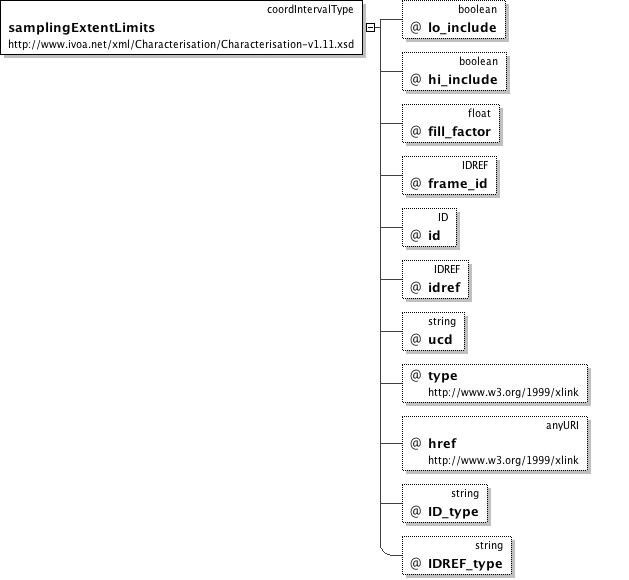 coordIntervalType
samplingExtentLimits
http://www.ivoa.net/xml/Characterisation/Characterisation-v1.11.xsd
boolean
@ lo_include
boolean
@ hi_include
float
@ fill_factor
IDREF
@ frame_id
ID
@ id
IDREF
@ idref
string
@ ucd
@ type
http://www.w3.org/1999/xlink
anyURI
@ href
http://www.w3.org/1999/xlink
string
@ ID_type
string
@ IDREF_type